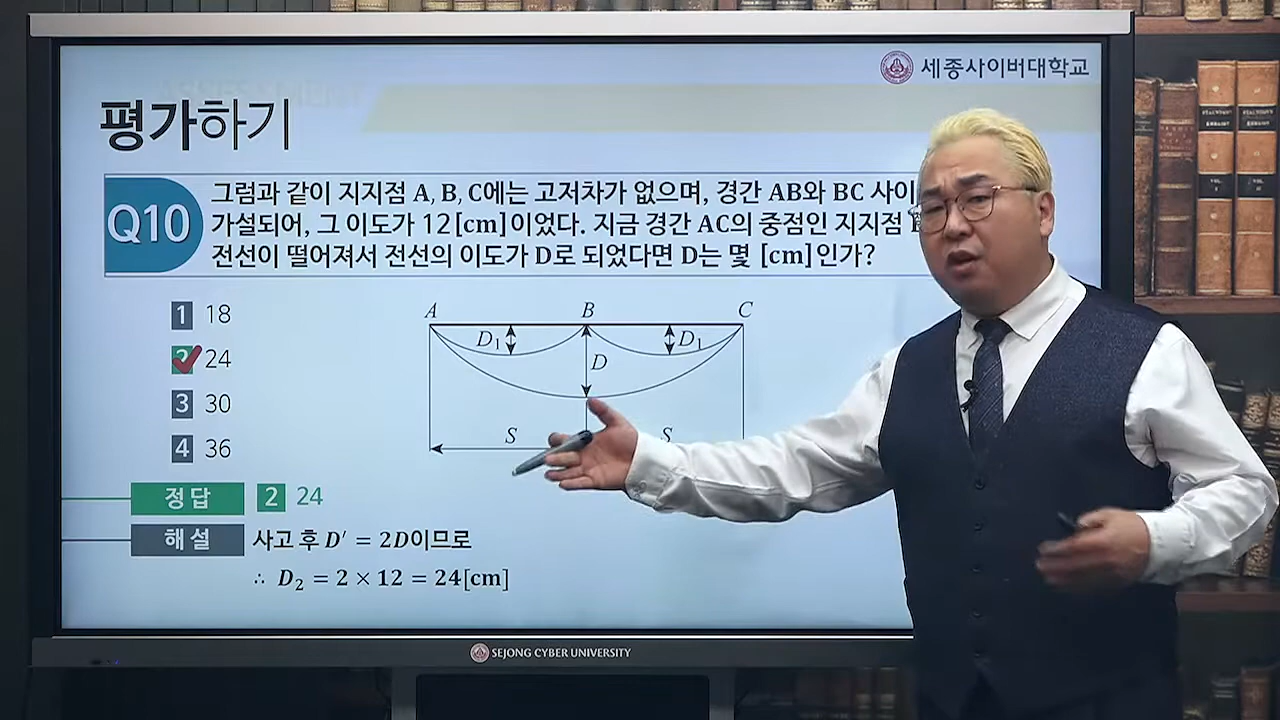 세종사이버대학교
평가하기
Q10
그럼과 같이 지지점 A, B, C에는 고저차가 없으며, 경간 AB와 BC 사이
가설되어, 그 이도가 12[cm]이었다. 지금 경간 AC의 중점인 지지점
전선이 떨어져서 전선의 이도가 D로 되었다면 D는 몇 [cm]인가?
1 18
2 24
3 30
4 36
A B C
D₁ D D₁
S S
정답 2 24
해설 사고 후 D′ = 2D이므로
∴ D₂ = 2 × 12 = 24[cm]
SEJONG CYBER UNIVERSITY